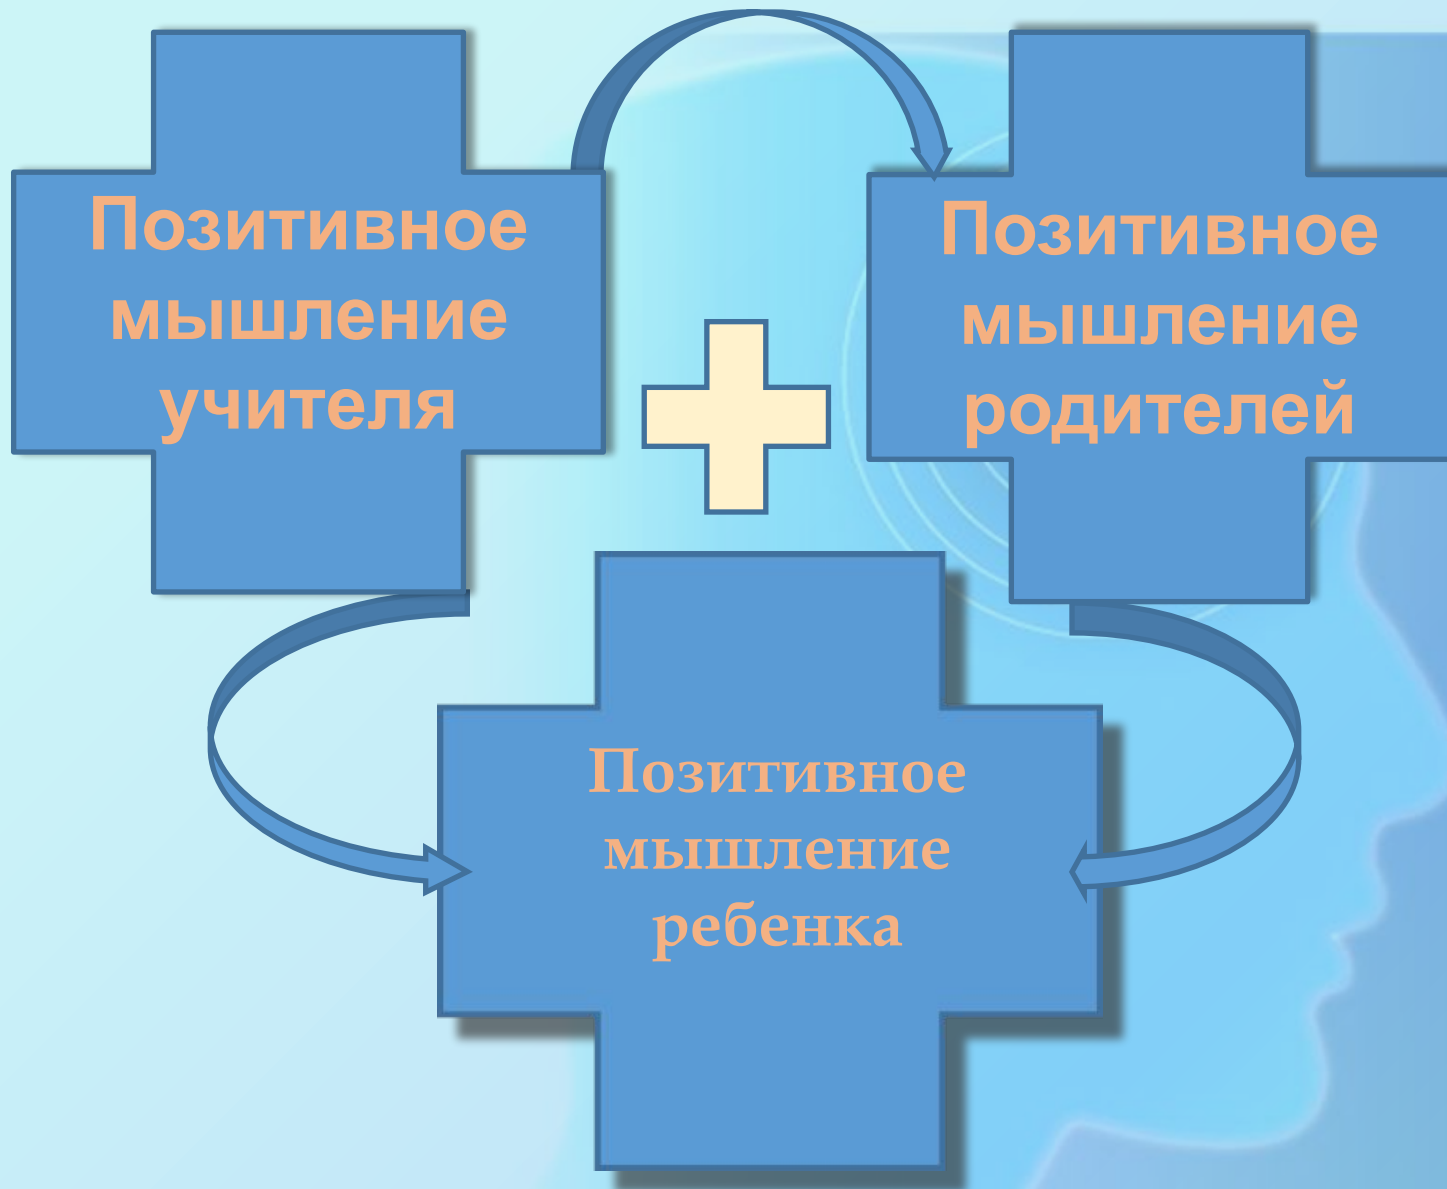 Позитивное
мышление
учителя
Позитивное
мышление
родителей
Позитивное
мышление
ребенка